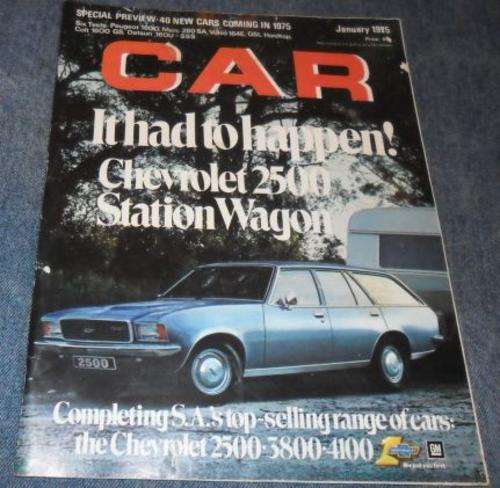 SPECIAL PREVIEW·40 NEW CARS COMING IN 1975
January 1975
CAR
It had to happen!
Chevrolet 2500
Station Wagon
2500
Completing S.A.'s top-selling range of cars:
the Chevrolet 2500·3800·4100
GM